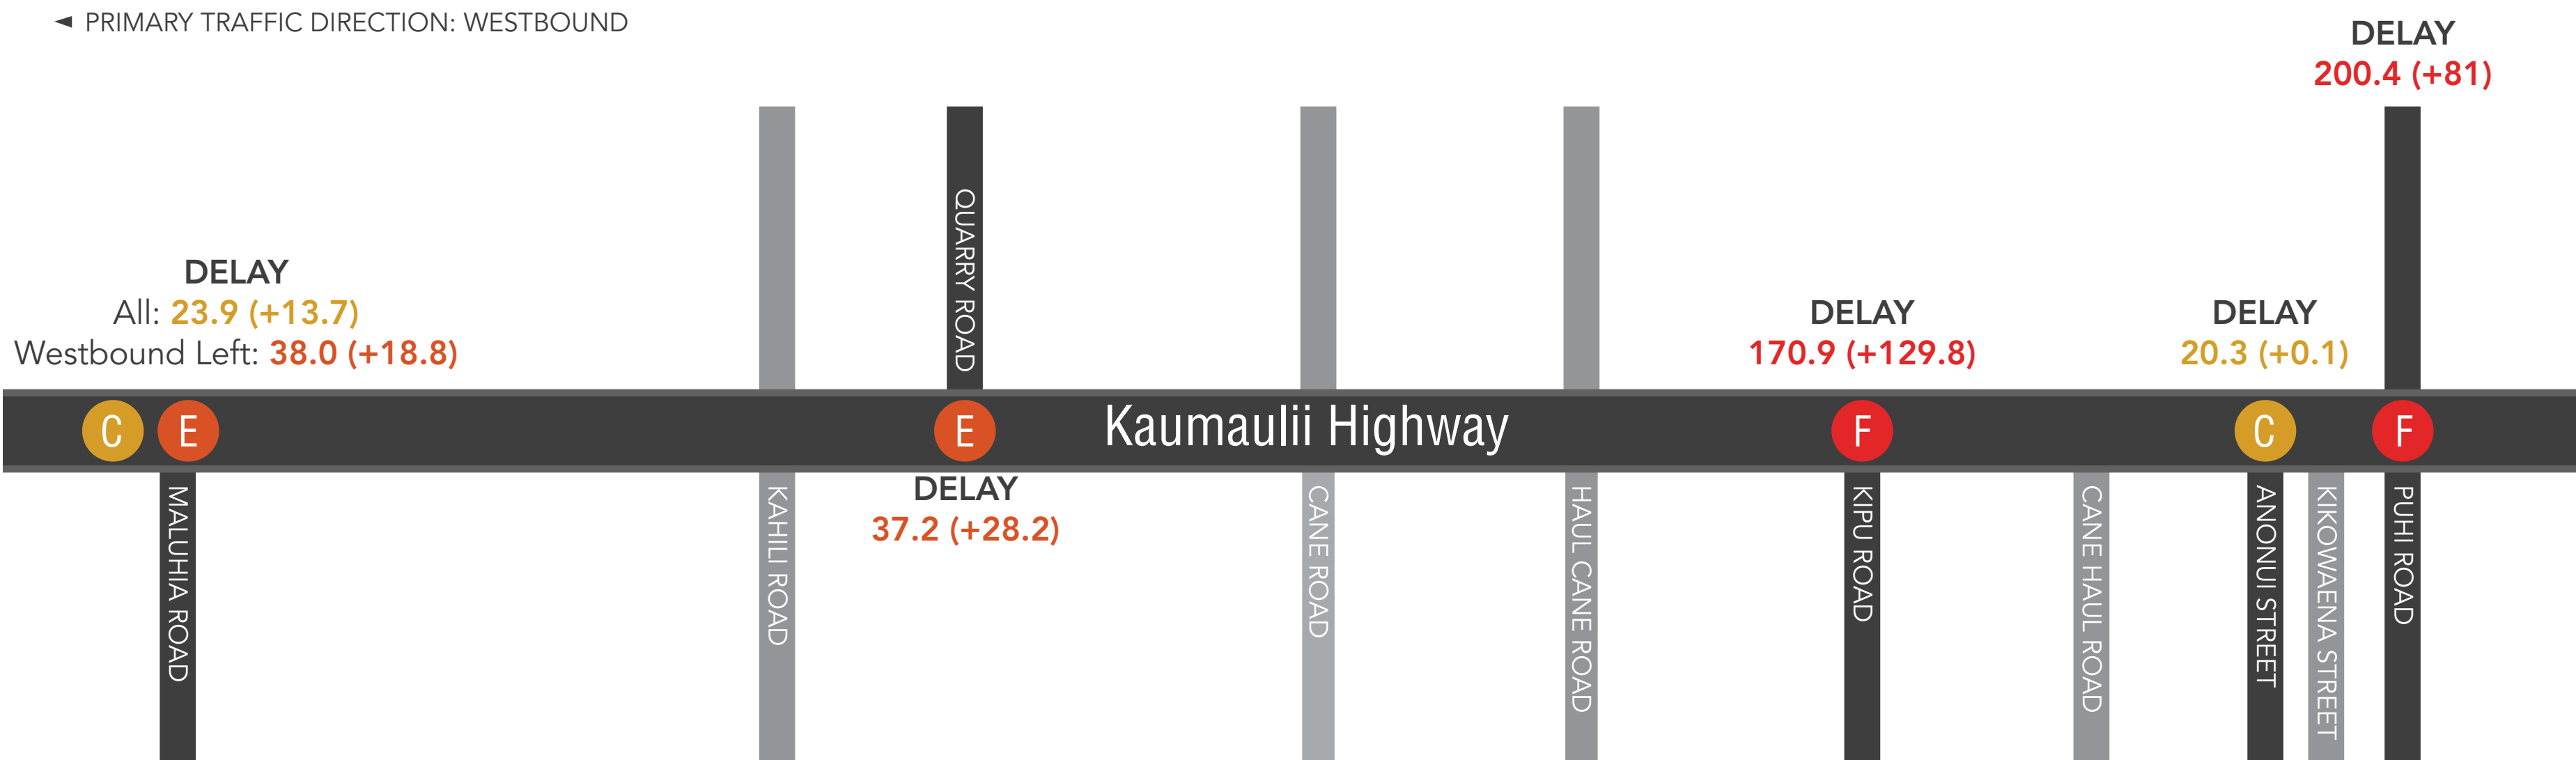 ◄ PRIMARY TRAFFIC DIRECTION: WESTBOUND
DELAY
200.4 (+81)
QUARRY ROAD
DELAY
All: 23.9 (+13.7)
Westbound Left: 38.0 (+18.8)
DELAY
170.9 (+129.8)
DELAY
20.3 (+0.1)
C
E
E
Kaumaulii Highway
F
C
F
DELAY
37.2 (+28.2)
MALUHIA ROAD
KAHILI ROAD
CANE ROAD
HAUL CANE ROAD
KIPU ROAD
CANE HAUL ROAD
ANONUI STREET
KIKOWAENA STREET
PUHI ROAD